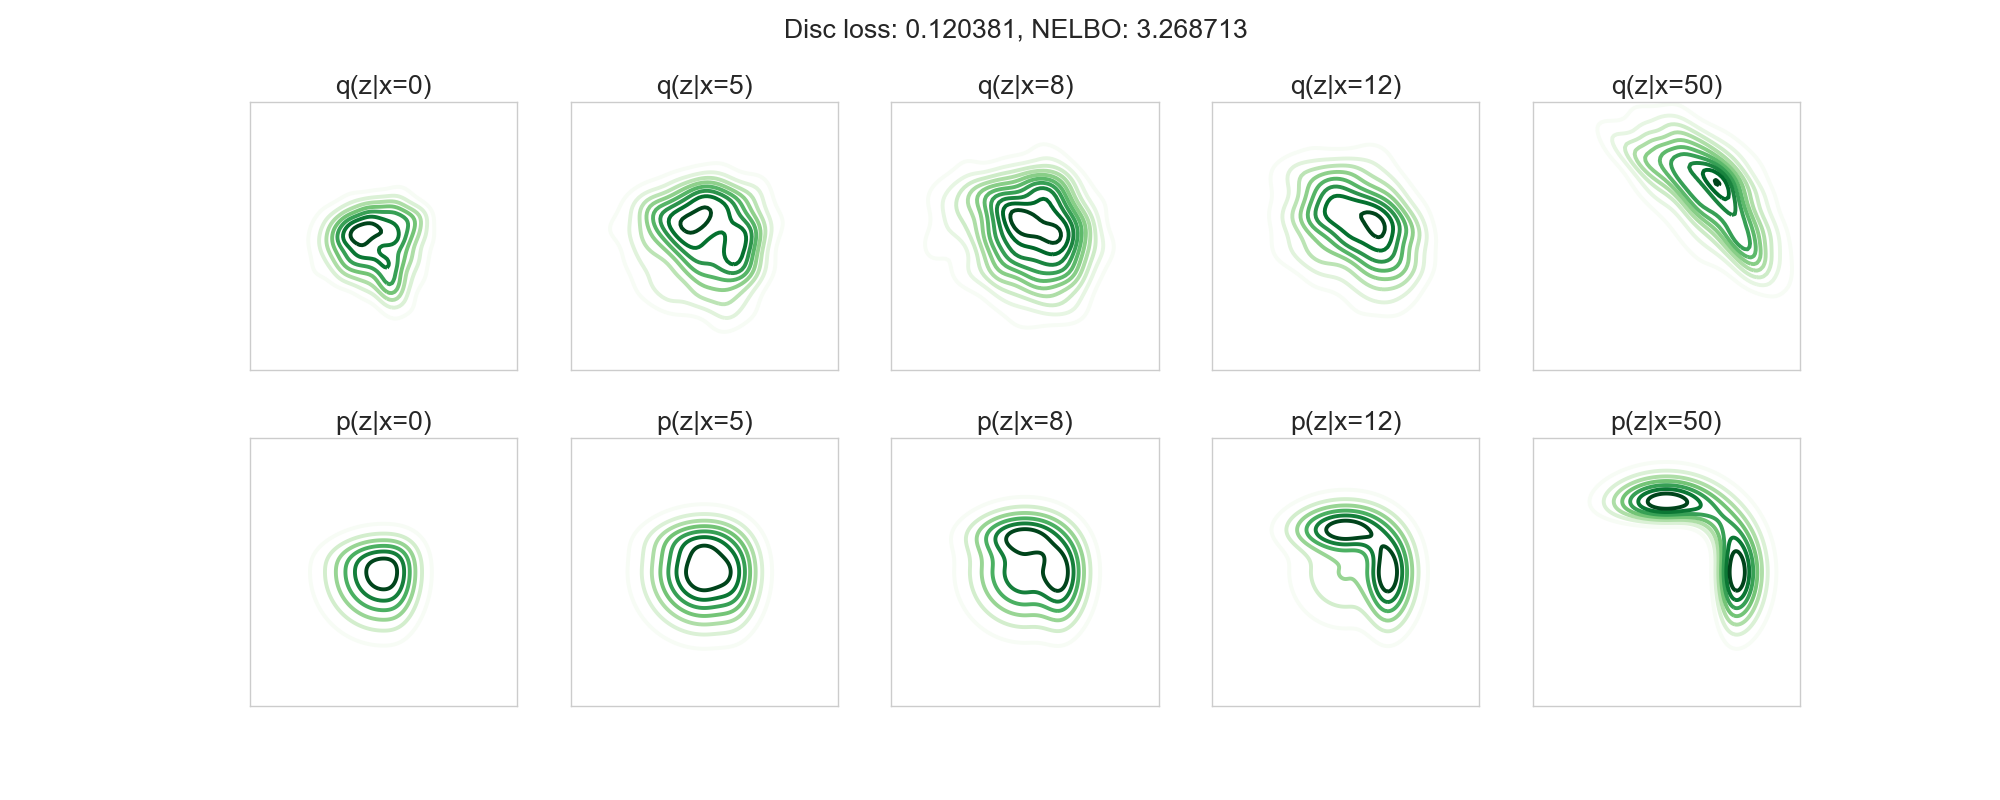 Disc loss: 0.120381, NELBO: 3.268713
q(z|x=0) q(z|x=5) q(z|x=8) q(z|x=12) q(z|x=50)
p(z|x=0) p(z|x=5) p(z|x=8) p(z|x=12) p(z|x=50)